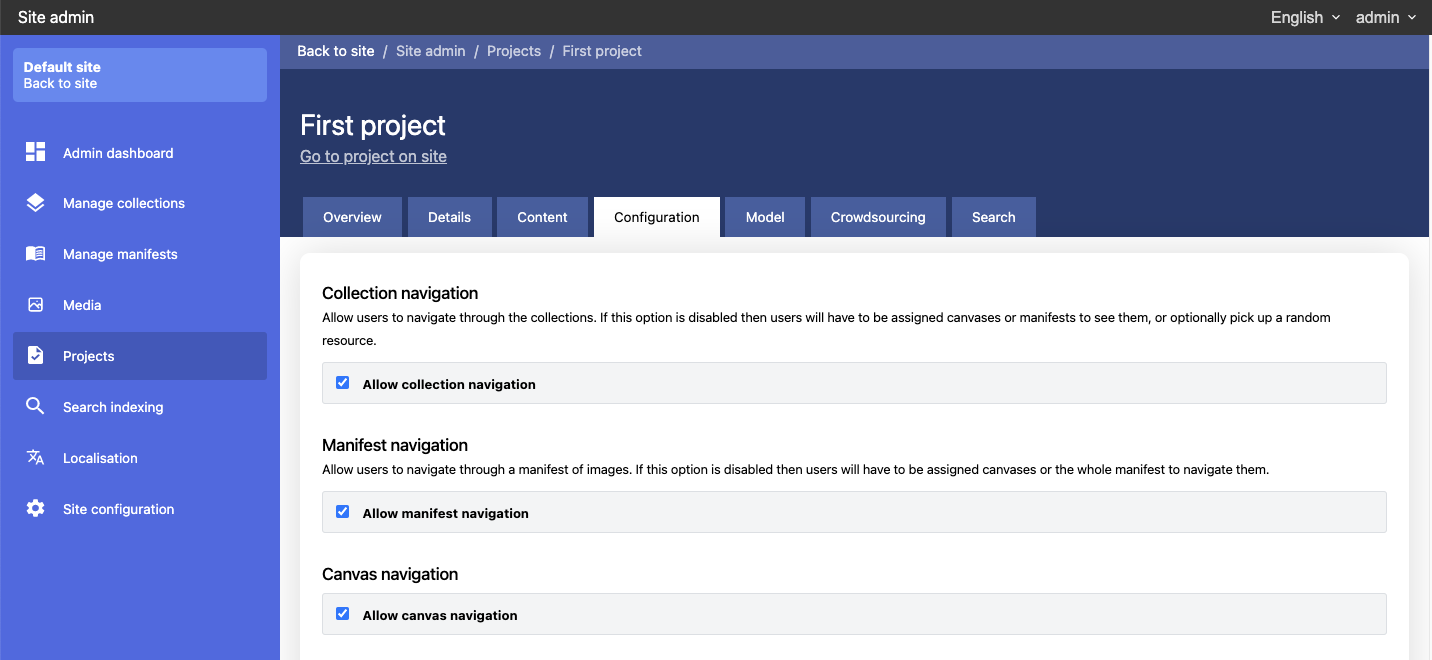 Site admin
English admin
Default site
Back to site
Back to site / Site admin / Projects / First project
Admin dashboard
Manage collections
Manage manifests
Media
Projects
Search indexing
Localisation
Site configuration
First project
Go to project on site
Overview Details Content Configuration Model Crowdsourcing Search
Collection navigation
Allow users to navigate through the collections. If this option is disabled then users will have to be assigned canvases or manifests to see them, or optionally pick up a random
resource.
Allow collection navigation
Manifest navigation
Allow users to navigate through a manifest of images. If this option is disabled then users will have to be assigned canvases or the whole manifest to navigate them.
Allow manifest navigation
Canvas navigation
Allow canvas navigation